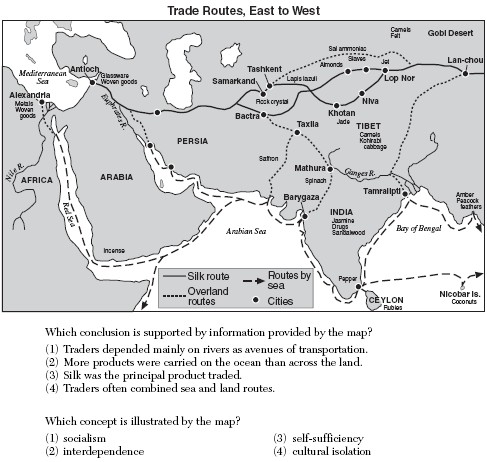 Trade Routes, East to West
Camels
Felt
Gobi Desert
Sal ammoniac
Slaves
Almonds
Jet
Lan-chou
Mediterranean
Sea
Antioch
Glassware
Woven goods
Tashkent
Samarkand
Lapis lazuli
Lop Nor
Alexandria
Metals
Woven
goods
Euphrates R.
Rock crystal
Niva
Bactra
Khotan
Jade
Taxila
TIBET
Camels
Kohlrabi
cabbage
PERSIA
Saffron
Mathura
Ganges R.
Nile R.
AFRICA
ARABIA
Spinach
Tamralipti
Amber
Peacock
feathers
Red Sea
Barygaza
INDIA
Jasmine
Drugs
Sandalwood
Arabian Sea
Bay of Bengal
Incense
Silk route
Overland
routes
Routes by
sea
Cities
Pepper
CEYLON
Rubies
Nicobar Is.
Coconuts
Which conclusion is supported by information provided by the map?
(1) Traders depended mainly on rivers as avenues of transportation.
(2) More products were carried on the ocean than across the land.
(3) Silk was the principal product traded.
(4) Traders often combined sea and land routes.
Which concept is illustrated by the map?
(1) socialism
(3) self-sufficiency
(2) interdependence
(4) cultural isolation